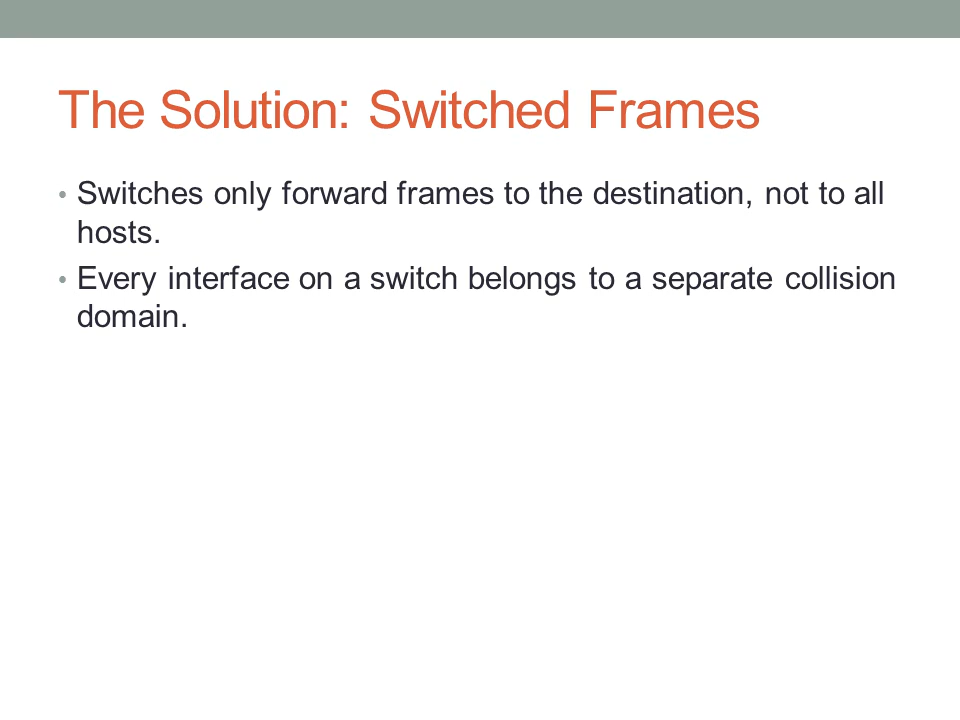 The Solution: Switched Frames
• Switches only forward frames to the destination, not to all
hosts.
• Every interface on a switch belongs to a separate collision
domain.